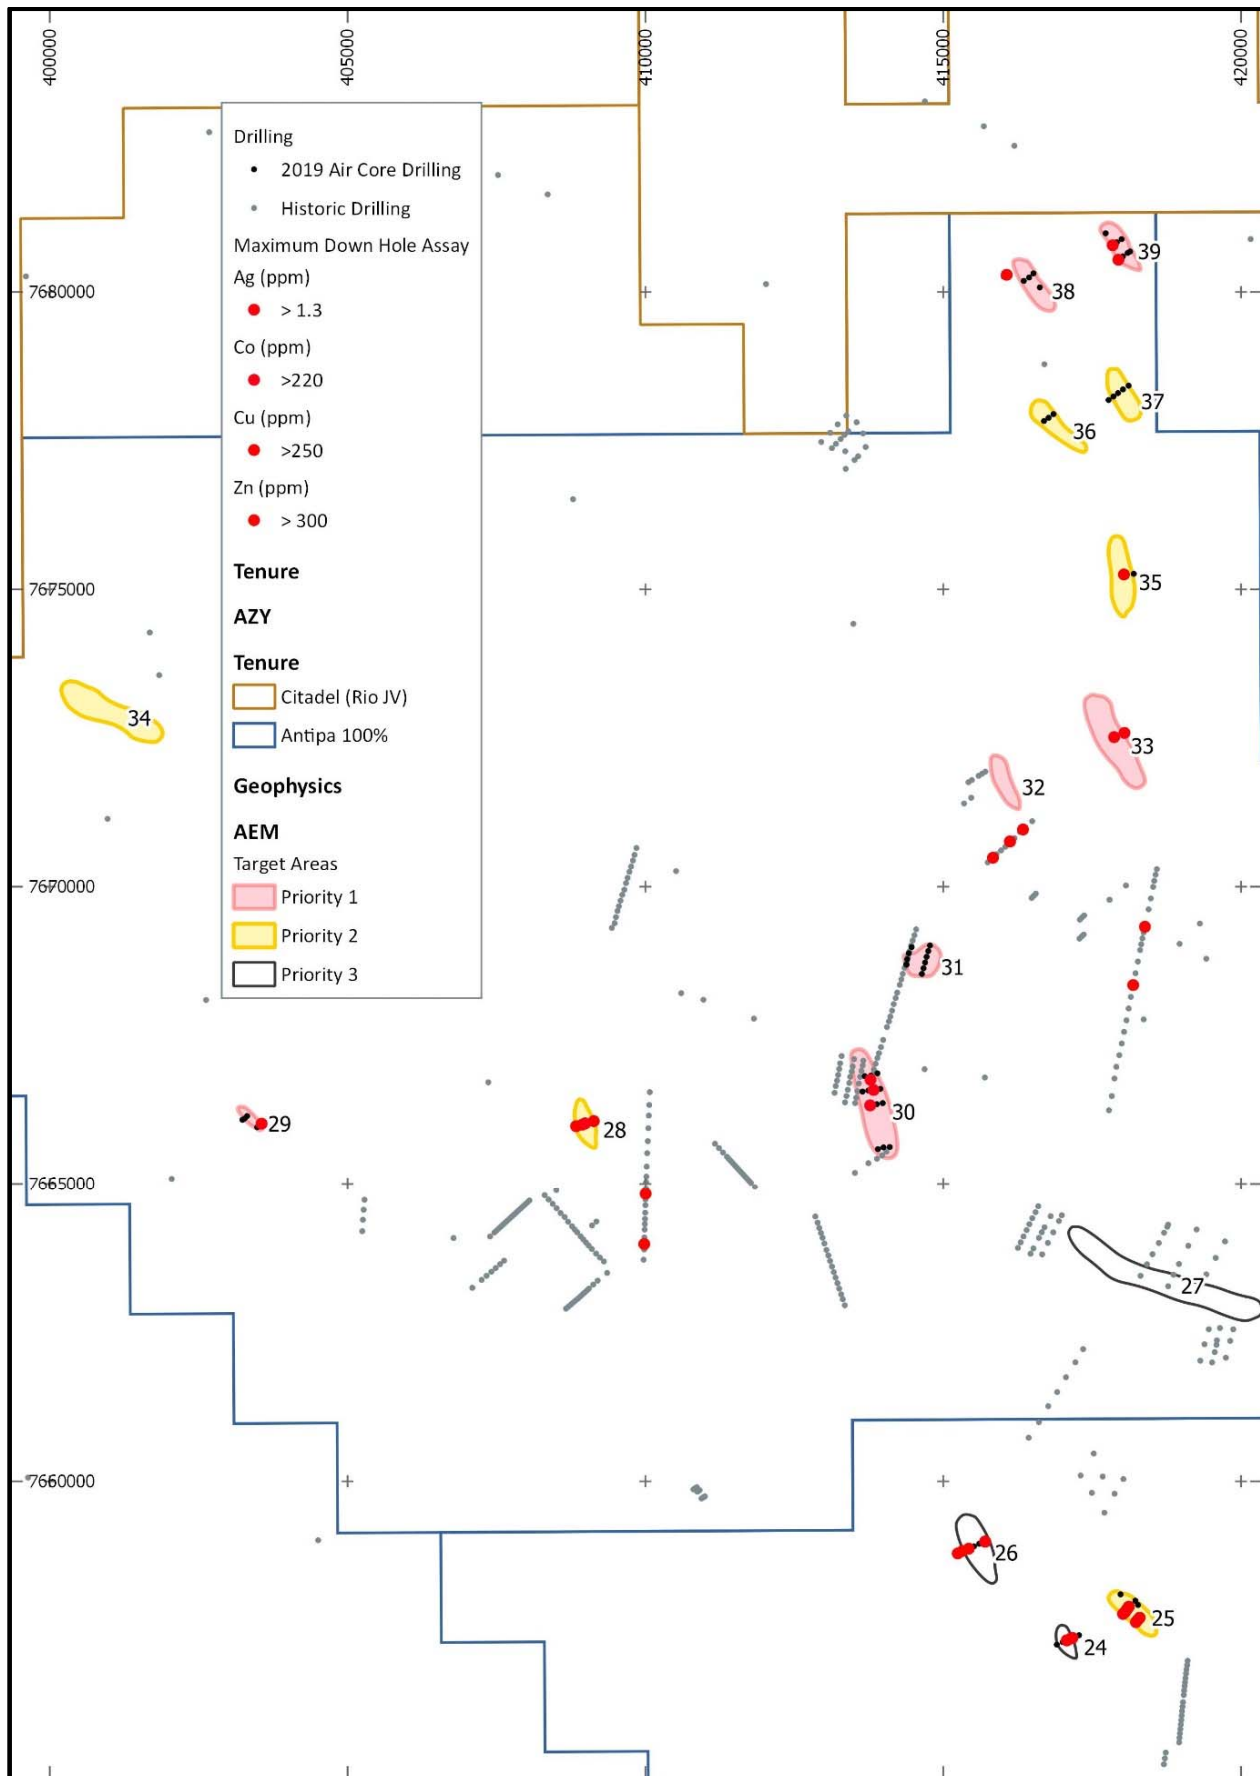 400000
405000
410000
415000
420000
Drilling
2019 Air Core Drilling
Historic Drilling
Maximum Down Hole Assay
Ag (ppm)
> 1.3
Co (ppm)
>220
Cu (ppm)
>250
Zn (ppm)
> 300
Tenure
AZY
Tenure
Citadel (Rio JV)
Antipa 100%
Geophysics
AEM
Target Areas
Priority 1
Priority 2
Priority 3
39
7680000
38
37
36
7675000
35
34
33
32
7670000
31
30
29
28
7665000
27
7660000
26
25
24